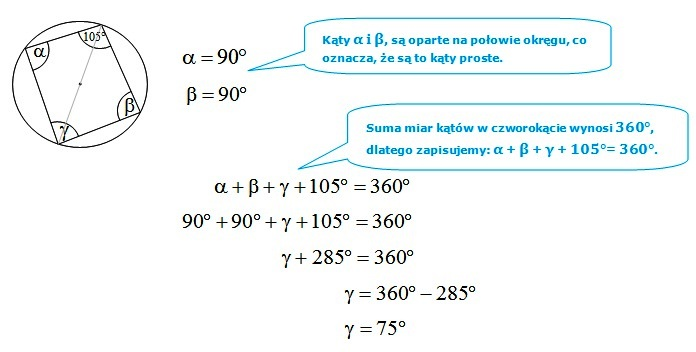 α
105°
γ
β
α = 90°
β = 90°
Kąty α i β, są oparte na połowie okręgu, co
oznacza, że są to kąty proste.
Suma miar kątów w czworokącie wynosi 360°,
dlatego zapisujemy: α + β + γ + 105°= 360°.
α + β + γ + 105° = 360°
90° + 90° + γ + 105° = 360°
γ + 285° = 360°
γ = 360° − 285°
γ = 75°